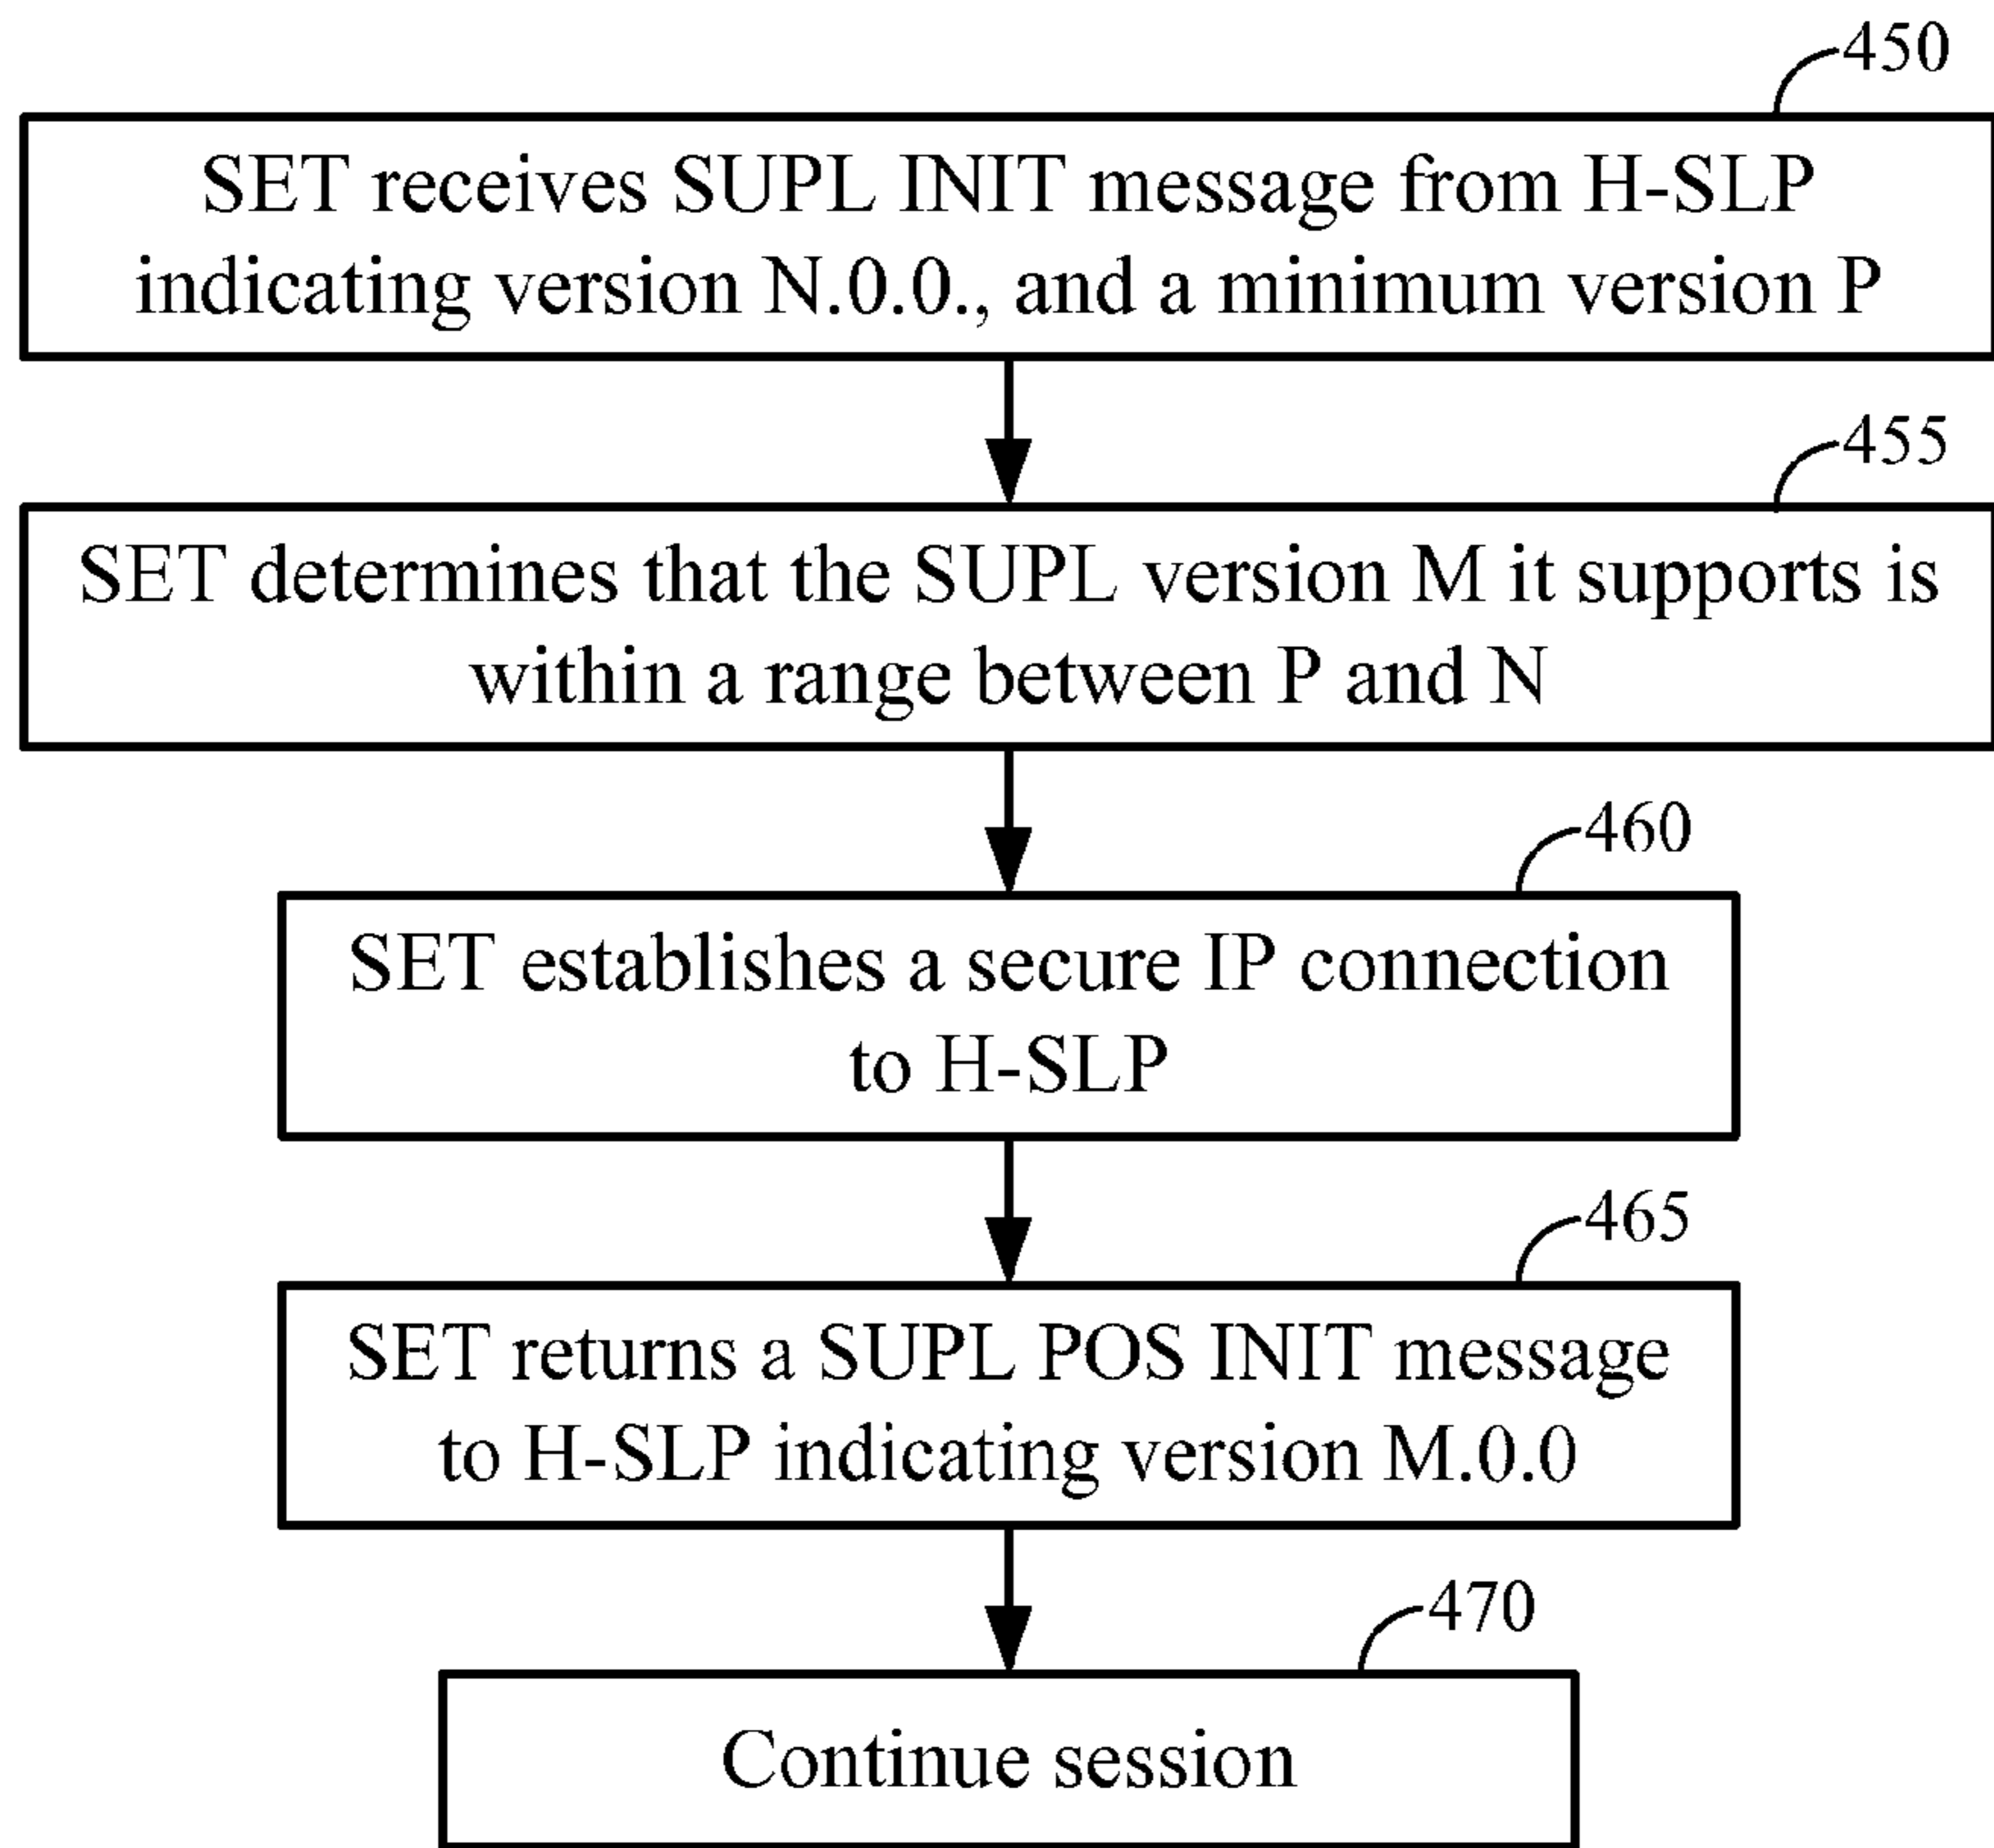 450
SET receives SUPL INIT message from H-SLP
indicating version N.0.0., and a minimum version P
455
SET determines that the SUPL version M it supports is
within a range between P and N
460
SET establishes a secure IP connection
to H-SLP
465
SET returns a SUPL POS INIT message
to H-SLP indicating version M.0.0
470
Continue session